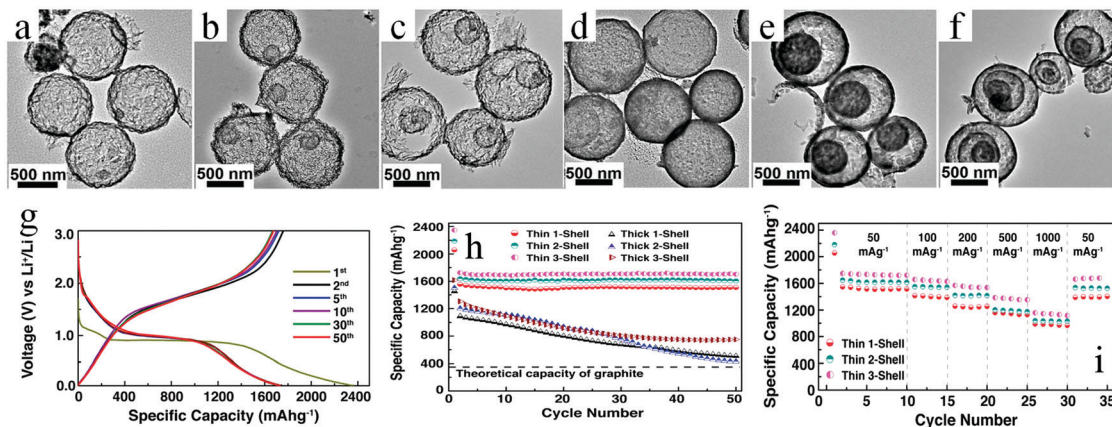 a b c d e f
500 nm 500 nm 500 nm 500 nm 500 nm 500 nm
g
Voltage (V) vs Li⁺/Li (V)
3.0
2.0
1.0
0.0
1st
2nd
5th
10th
30th
50th
0 400 800 1200 1600 2000 2400
Specific Capacity (mAhg⁻¹)
h
Specific Capacity (mAhg⁻¹)
2400
2000
1600
1200
800
400
0
Thin 1-Shell Thick 1-Shell
Thin 2-Shell Thick 2-Shell
Thin 3-Shell Thick 3-Shell
Theoretical capacity of graphite
0 10 20 30 40 50
Cycle Number
i
Specific Capacity (mAhg⁻¹)
2400
2000
1600
1200
800
400
0
50 100 200 500 1000 50
mAg⁻¹ mAg⁻¹ mAg⁻¹ mAg⁻¹ mAg⁻¹ mAg⁻¹
Thin 1-Shell
Thin 2-Shell
Thin 3-Shell
0 5 10 15 20 25 30 35
Cycle Number